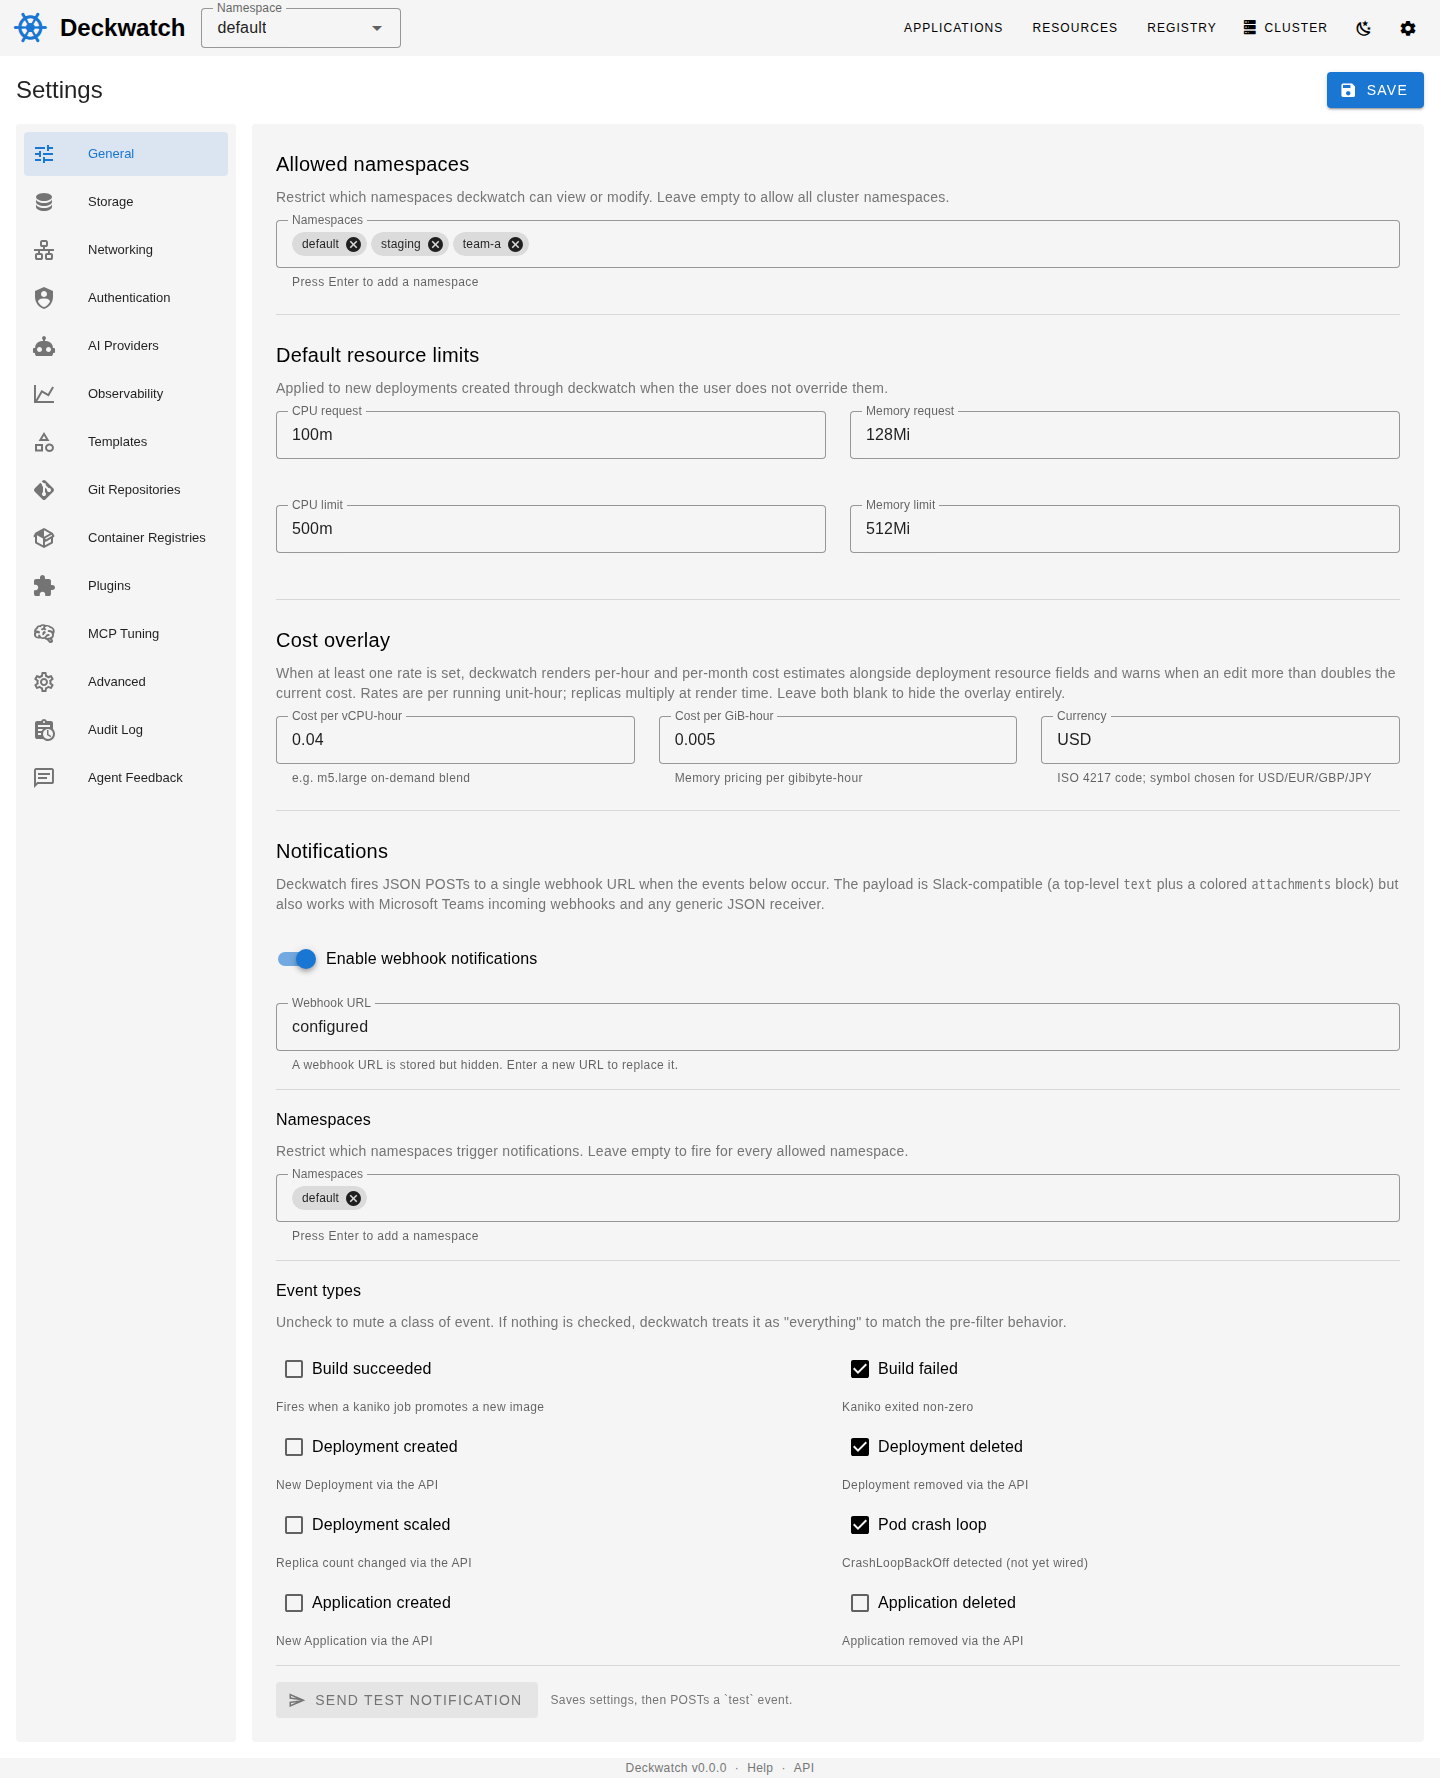 Deckwatch
Namespace
default
APPLICATIONS
RESOURCES
REGISTRY
CLUSTER
Settings
SAVE
General
Storage
Networking
Authentication
AI Providers
Observability
Templates
Git Repositories
Container Registries
Plugins
MCP Tuning
Advanced
Audit Log
Agent Feedback
Allowed namespaces
Restrict which namespaces deckwatch can view or modify. Leave empty to allow all cluster namespaces.
Namespaces
default staging team-a
Press Enter to add a namespace
Default resource limits
Applied to new deployments created through deckwatch when the user does not override them.
CPU request
100m
Memory request
128Mi
CPU limit
500m
Memory limit
512Mi
Cost overlay
When at least one rate is set, deckwatch renders per-hour and per-month cost estimates alongside deployment resource fields and warns when an edit more than doubles the
current cost. Rates are per running unit-hour; replicas multiply at render time. Leave both blank to hide the overlay entirely.
Cost per vCPU-hour
0.04
e.g. m5.large on-demand blend
Cost per GiB-hour
0.005
Memory pricing per gibibyte-hour
Currency
USD
ISO 4217 code; symbol chosen for USD/EUR/GBP/JPY
Notifications
Deckwatch fires JSON POSTs to a single webhook URL when the events below occur. The payload is Slack-compatible (a top-level text plus a colored attachments block) but
also works with Microsoft Teams incoming webhooks and any generic JSON receiver.
Enable webhook notifications
Webhook URL
configured
A webhook URL is stored but hidden. Enter a new URL to replace it.
Namespaces
Restrict which namespaces trigger notifications. Leave empty to fire for every allowed namespace.
Namespaces
default
Press Enter to add a namespace
Event types
Uncheck to mute a class of event. If nothing is checked, deckwatch treats it as "everything" to match the pre-filter behavior.
Build succeeded
Fires when a kaniko job promotes a new image
Build failed
Kaniko exited non-zero
Deployment created
New Deployment via the API
Deployment deleted
Deployment removed via the API
Deployment scaled
Replica count changed via the API
Pod crash loop
CrashLoopBackOff detected (not yet wired)
Application created
New Application via the API
Application deleted
Application removed via the API
SEND TEST NOTIFICATION
Saves settings, then POSTs a `test` event.
Deckwatch v0.0.0 · Help · API